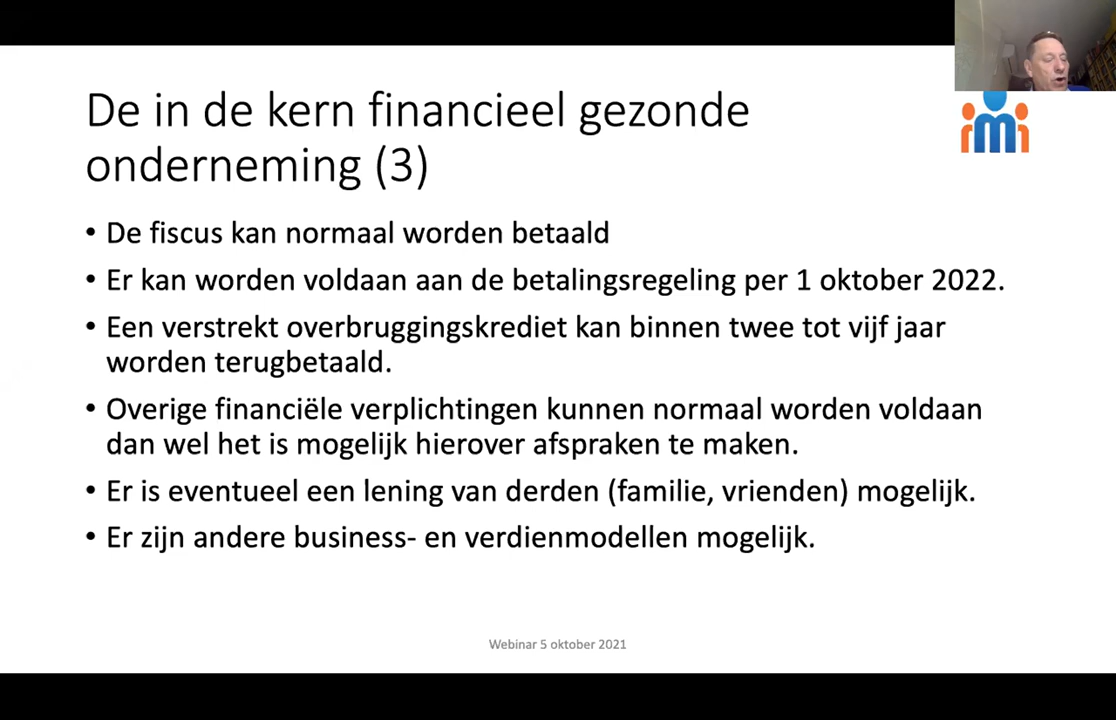 De in de kern financieel gezonde
onderneming (3)
• De fiscus kan normaal worden betaald
• Er kan worden voldaan aan de betalingsregeling per 1 oktober 2022.
• Een verstrekt overbruggingskrediet kan binnen twee tot vijf jaar
worden terugbetaald.
• Overige financiële verplichtingen kunnen normaal worden voldaan
dan wel het is mogelijk hierover afspraken te maken.
• Er is eventueel een lening van derden (familie, vrienden) mogelijk.
• Er zijn andere business- en verdienmodellen mogelijk.
Webinar 5 oktober 2021